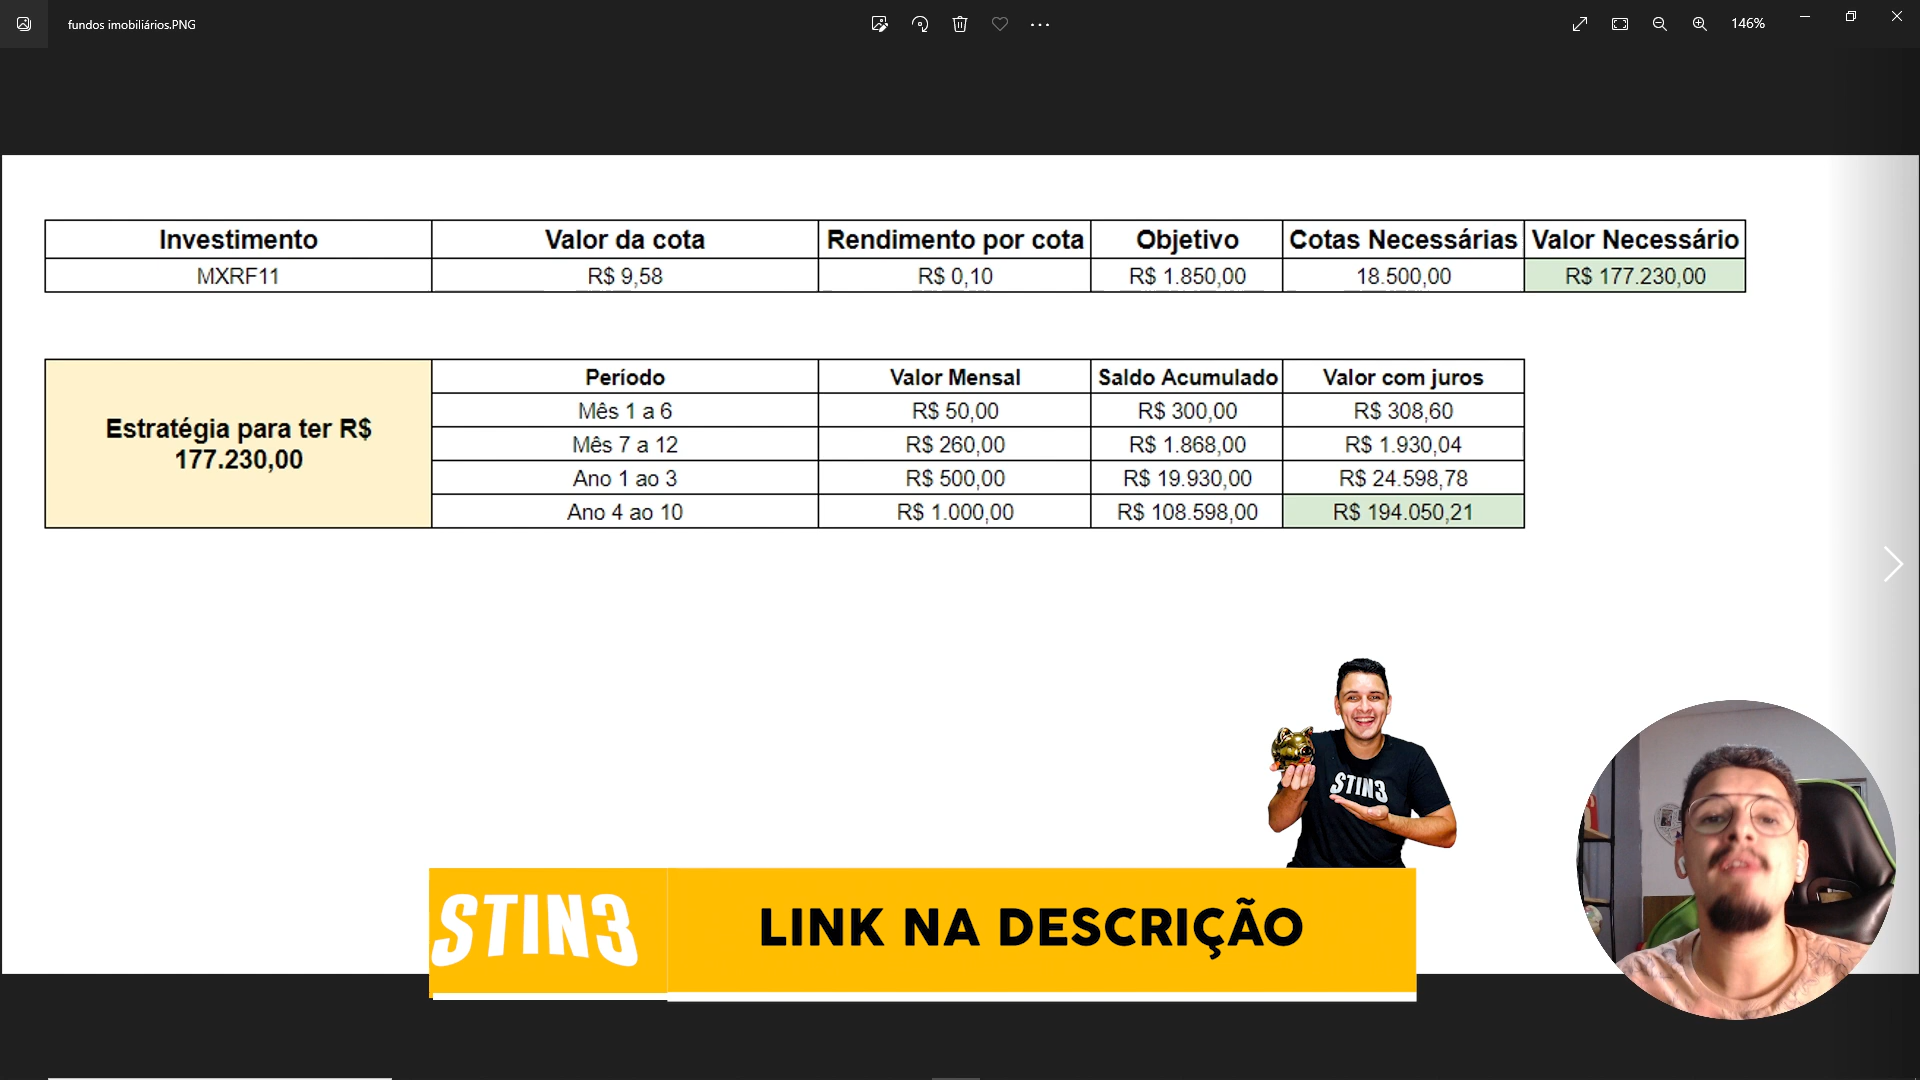 fundos imobiliários.PNG
146%
Investimento Valor da cota Rendimento por cota Objetivo Cotas Necessárias Valor Necessário
MXRF11 R$ 9,58 R$ 0,10 R$ 1.850,00 18.500,00 R$ 177.230,00
Estratégia para ter R$
177.230,00
Período Valor Mensal Saldo Acumulado Valor com juros
Mês 1 a 6 R$ 50,00 R$ 300,00 R$ 308,60
Mês 7 a 12 R$ 260,00 R$ 1.868,00 R$ 1.930,04
Ano 1 ao 3 R$ 500,00 R$ 19.930,00 R$ 24.598,78
Ano 4 ao 10 R$ 1.000,00 R$ 108.598,00 R$ 194.050,21
STIN3
STIN3
LINK NA DESCRIÇÃO